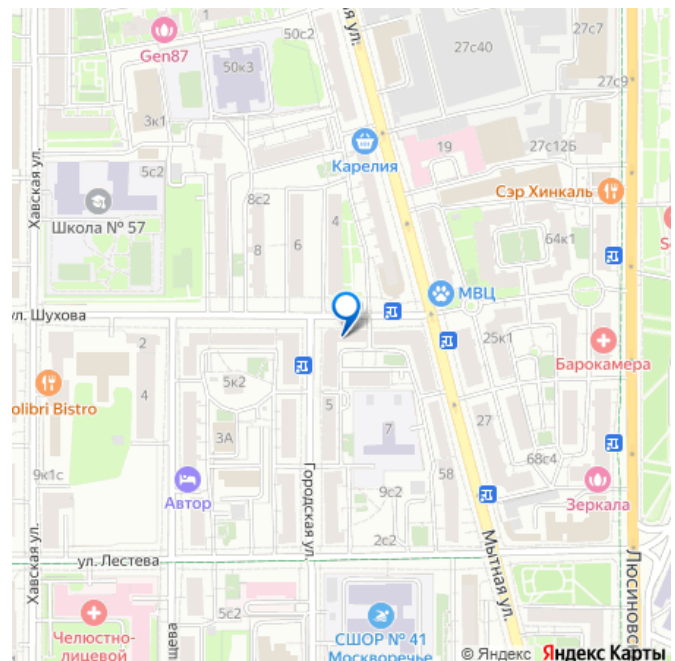 ная ул.
50с2
27с7
Gen87
27с40
50к3
27с9
3к1
Хавская ул.
19
27с126
Карелия
5с2
Сэр Хинкаль
8с2
Школа № 57
4
64к1
8
6
МВЦ
ул. Шухова
2
25к1
Барокамера
5к2
4
olibri Bistro
5
27
3А
7
68с4
9к1с
58
Автор
9с2
Зеркала
Городская ул.
Хавская ул.
2с2
Мытная ул.
ул. Лестева
Люсиновс
5с2
Челюстно-
лицевой
щева
СШОР № 41
Москворечье
© Яндекс Яндекс Карты